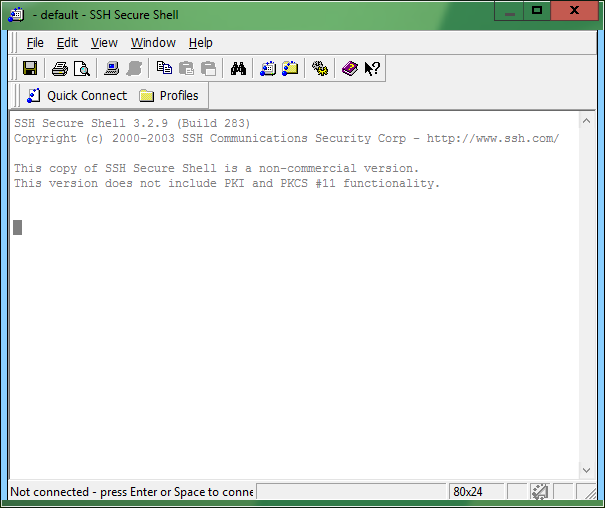 - default - SSH Secure Shell
File Edit View Window Help
Quick Connect Profiles
SSH Secure Shell 3.2.9 (Build 283)
Copyright (c) 2000-2003 SSH Communications Security Corp - http://www.ssh.com/
This copy of SSH Secure Shell is a non-commercial version.
This version does not include PKI and PKCS #11 functionality.
Not connected - press Enter or Space to conne 80x24